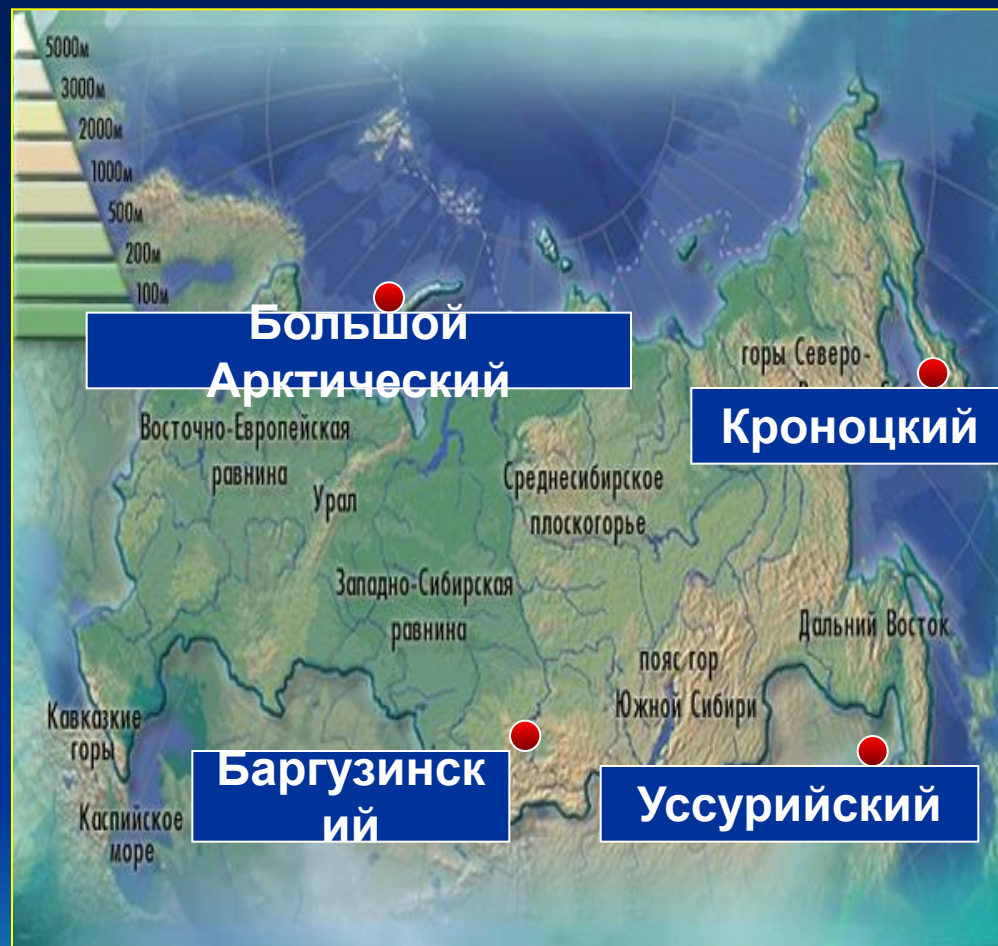 5000м
3000м
2000м
1000м
500м
200м
100м
Большой
Арктический
горы Северо-
Кроноцкий
Восточно-Европейская
равнина
Урал
Среднесибирское
плоскогорье
Западно-Сибирская
равнина
Дальний Восток
пояс гор
Южной Сибири
Кавказкие
горы
Баргузинск
ий
Уссурийский
Каспийское
море